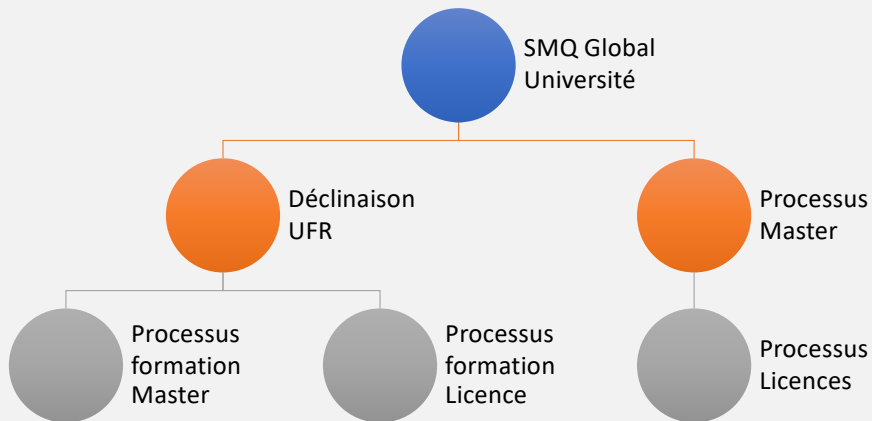 SMQ Global
Université
Déclinaison
UFR
Processus
Master
Processus
formation
Master
Processus
formation
Licence
Processus
Licences